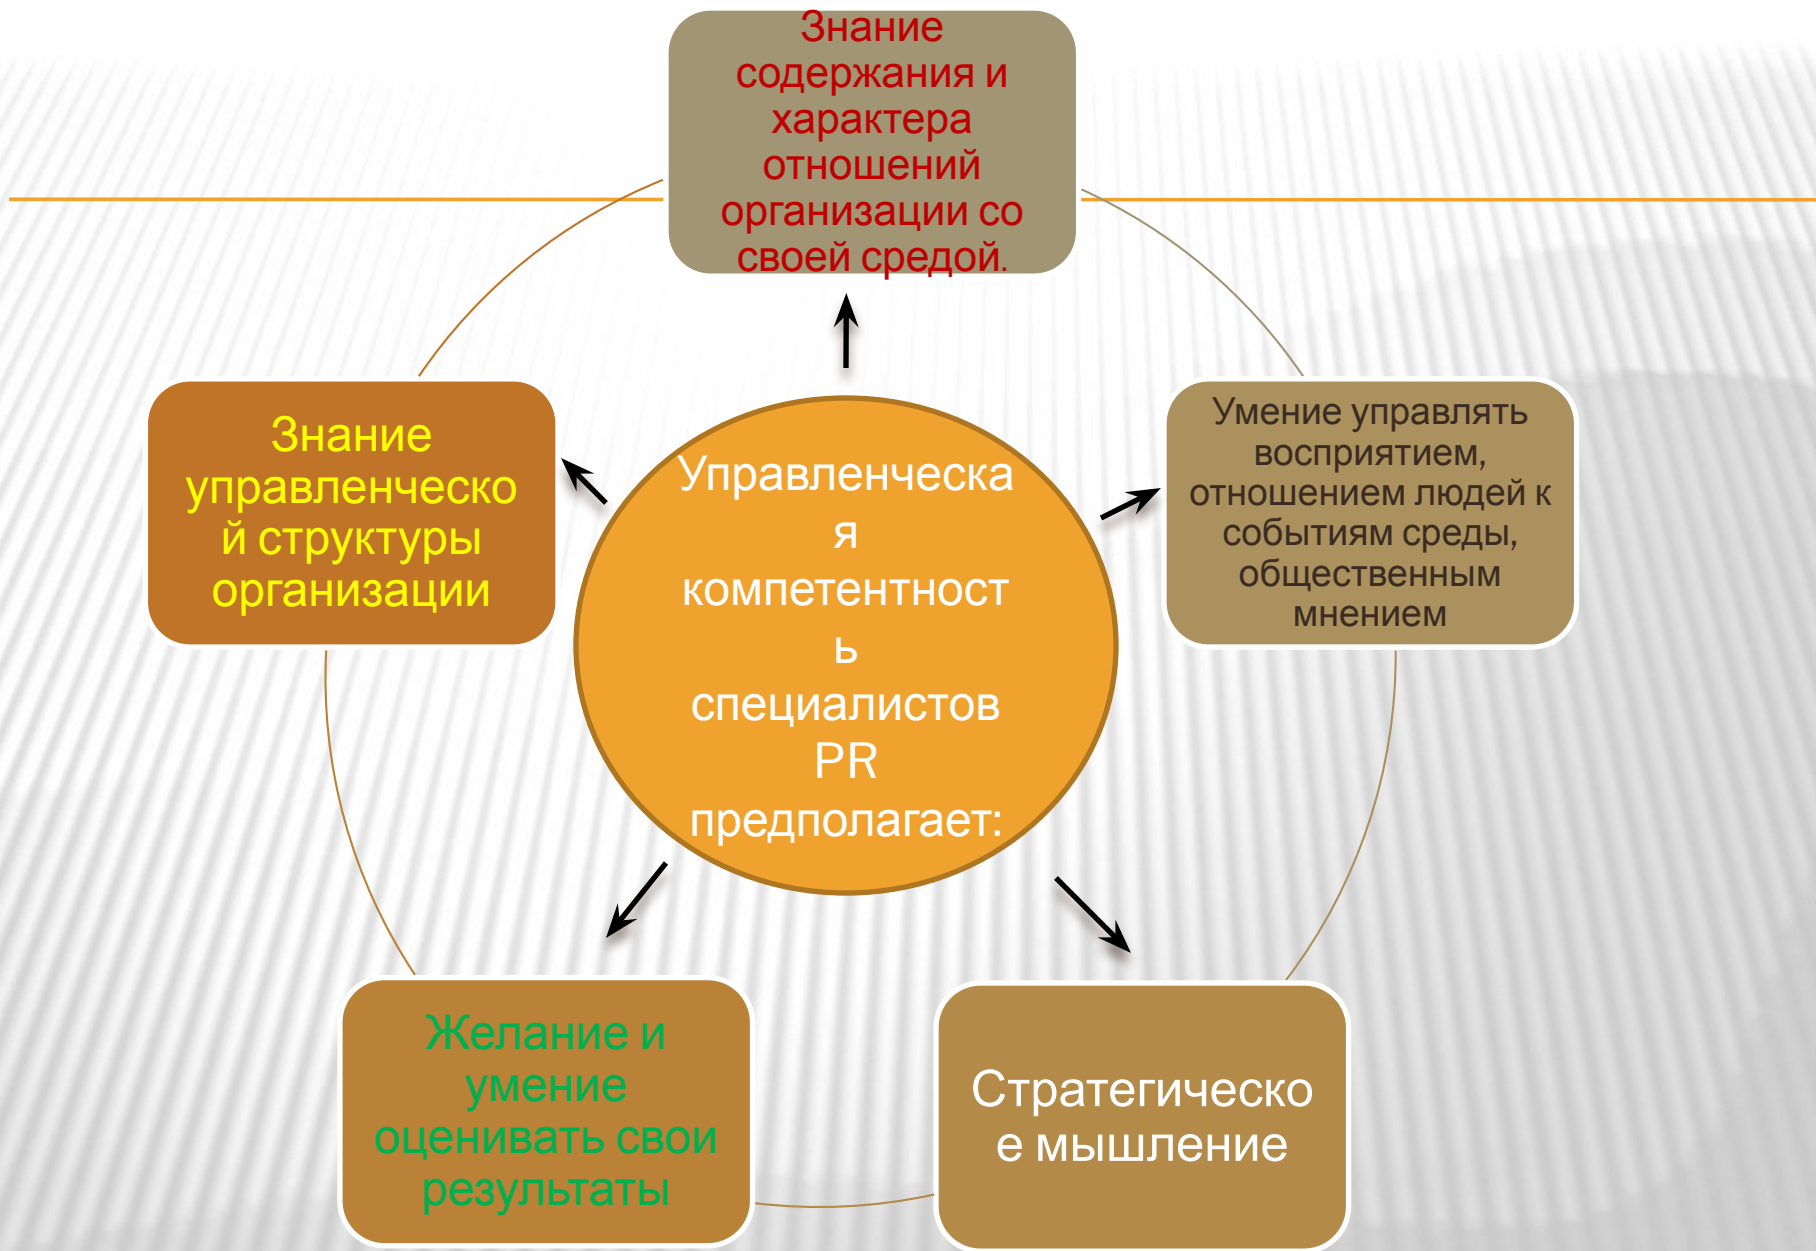 Знание
содержания и
характера
отношений
организации со
своей средой.
Знание
управленческо
й структуры
организации
Управленческа
я
компетентност
ь
специалистов
PR
предполагает:
Умение управлять
восприятием,
отношением людей к
событиям среды,
общественным
мнением
Желание и
умение
оценивать свои
результаты
Стратегическо
е мышление